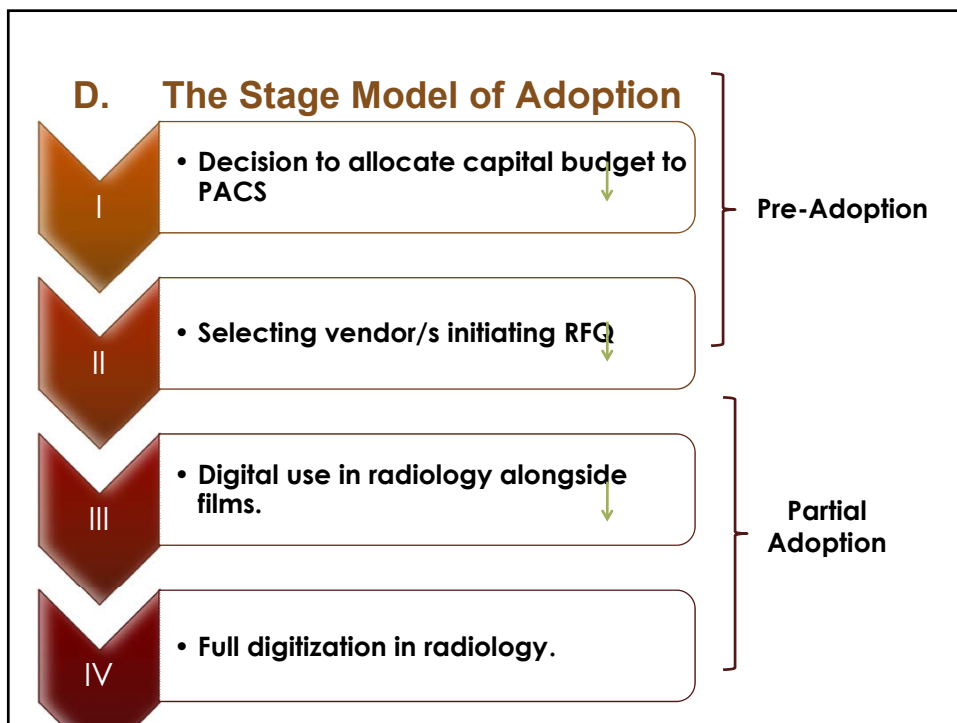 D. The Stage Model of Adoption
I
• Decision to allocate capital budget to
PACS
Pre-Adoption
II
• Selecting vendor/s initiating RFQ
III
• Digital use in radiology alongside
films.
Partial
Adoption
IV
• Full digitization in radiology.